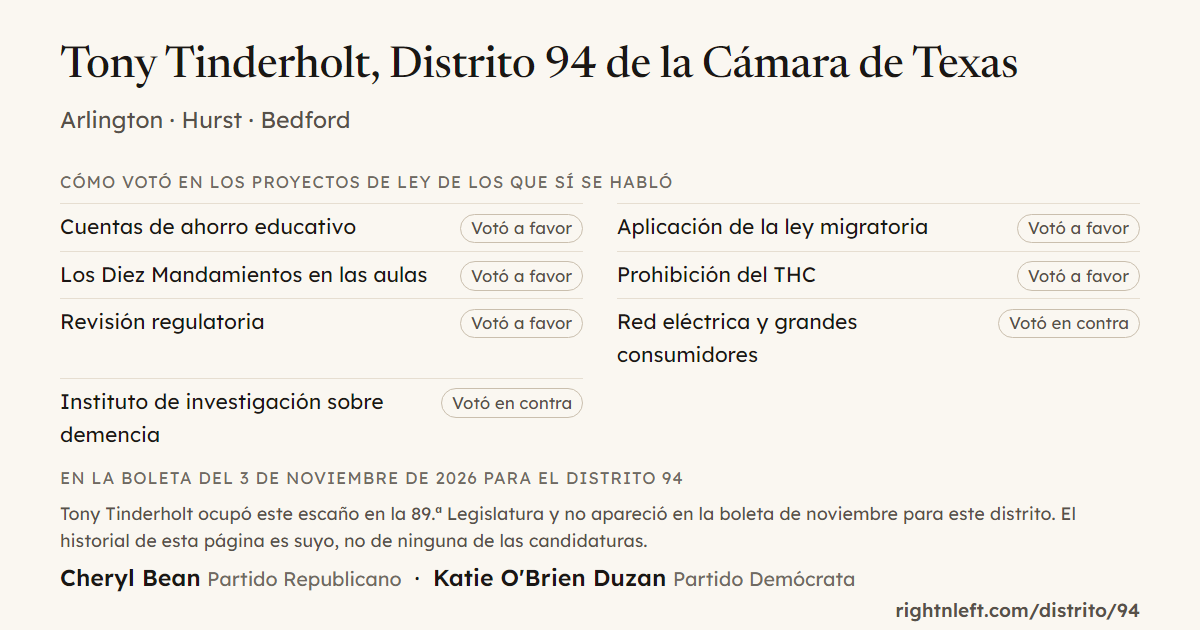 Tony Tinderholt, Distrito 94 de la Cámara de Texas
Arlington · Hurst · Bedford
CÓMO VOTÓ EN LOS PROYECTOS DE LEY DE LOS QUE SÍ SE HABLÓ
Cuentas de ahorro educativo Votó a favor
Aplicación de la ley migratoria Votó a favor
Los Diez Mandamientos en las aulas Votó a favor
Prohibición del THC Votó a favor
Revisión regulatoria Votó a favor
Red eléctrica y grandes Votó en contra
consumidores
Instituto de investigación sobre Votó en contra
demencia
EN LA BOLETA DEL 3 DE NOVIEMBRE DE 2026 PARA EL DISTRITO 94
Tony Tinderholt ocupó este escaño en la 89.ª Legislatura y no apareció en la boleta de noviembre para este distrito. El
historial de esta página es suyo, no de ninguna de las candidaturas.
Cheryl Bean Partido Republicano · Katie O'Brien Duzan Partido Demócrata
rightnleft.com/distrito/94